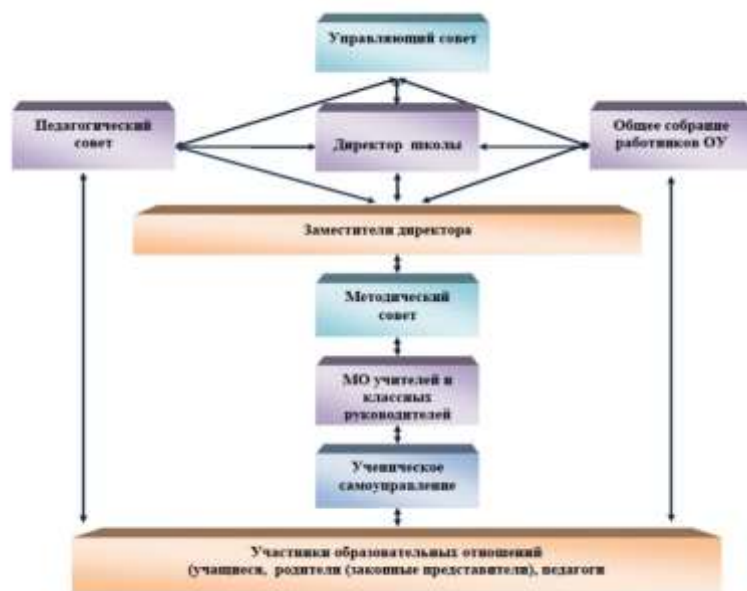 Управляющий совет
Педагогический
совет
Директор школы
Общее собрание
работников ОУ
Заместители директора
Методический
совет
МО учителей и
классных
руководителей
Ученическое
самоуправление
Участники образовательных отношений
(учащиеся, родители (законные представители), педагоги